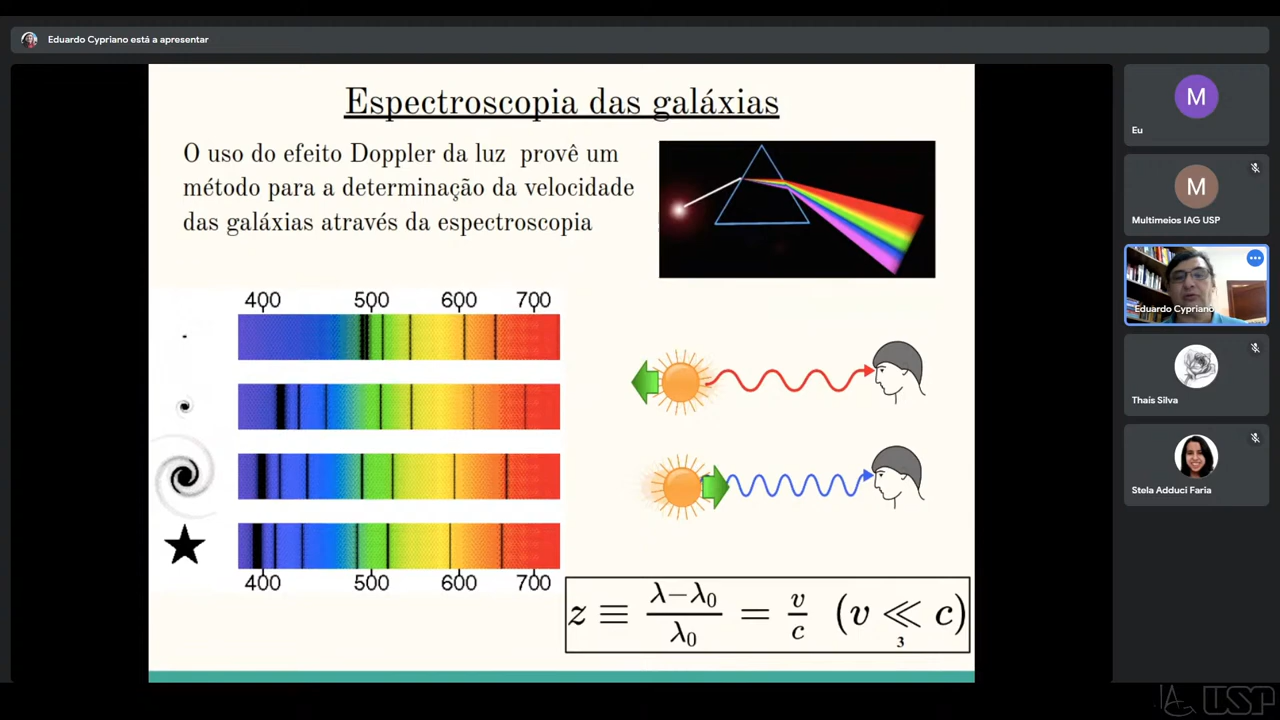 Eduardo Cypriano está a apresentar
Espectroscopia das galáxias
O uso do efeito Doppler da luz provê um
método para a determinação da velocidade
das galáxias através da espectroscopia
400 500 600 700
400 500 600 700
z ≡ λ−λ₀ / λ₀ = v / c (v ≪ c)
3
M
Eu
M
Multimeios IAG USP
Eduardo Cypriano
Thais Silva
Stela Adduci Faria
USP